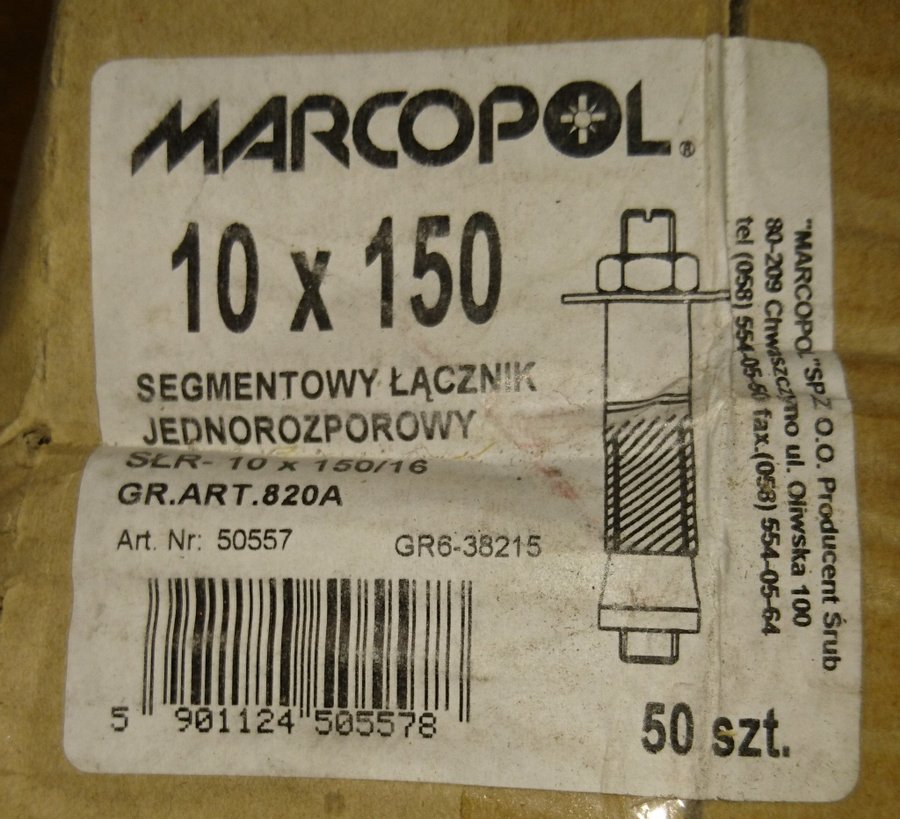 MARCOPOL®
10 x 150
SEGMENTOWY ŁĄCZNIK
JEDNOROZPOROWY
SŁR- 10 x 150/16
GR.ART.820A
Art. Nr: 50557
GR6-38215
5 901124 505578
50 szt.
"MARCOPOL"SP.Z O.O. Producent Śrub
80-209 Chwaszczyno ul. Oliwska 100
tel (058) 554-05- fax.(058) 554-05-64